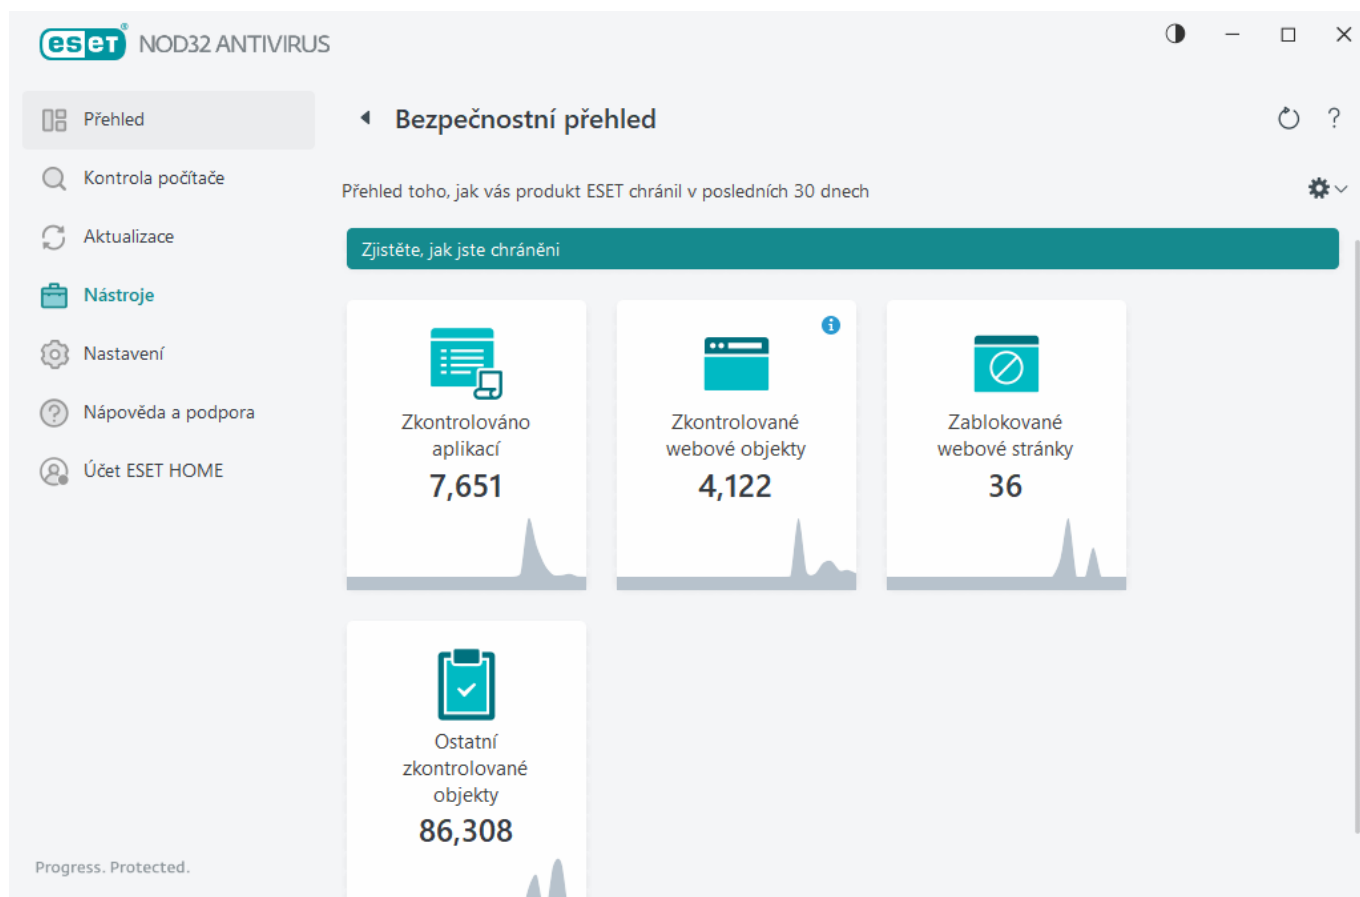 eset® NOD32 ANTIVIRUS
Přehled
Kontrola počítače
Aktualizace
Nástroje
Nastavení
Nápověda a podpora
Účet ESET HOME
Progress. Protected.
Bezpečnostní přehled
?
Přehled toho, jak vás produkt ESET chránil v posledních 30 dnech
Zjistěte, jak jste chráněni
Zkontrolováno
aplikací
7,651
Zkontrolované
webové objekty
4,122
Zablokované
webové stránky
36
Ostatní
zkontrolované
objekty
86,308